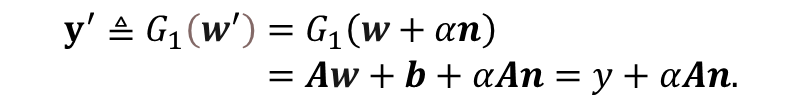 y′ ≜ G₁(w′) = G₁(w + αn)
= Aw + b + αAn = y + αAn.